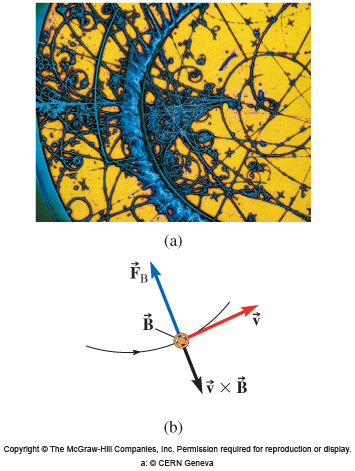 (a)
F⃗B
B⃗
v⃗
v⃗ × B⃗
(b)
Copyright © The McGraw-Hill Companies, Inc. Permission required for reproduction or display.
a: © CERN Geneva